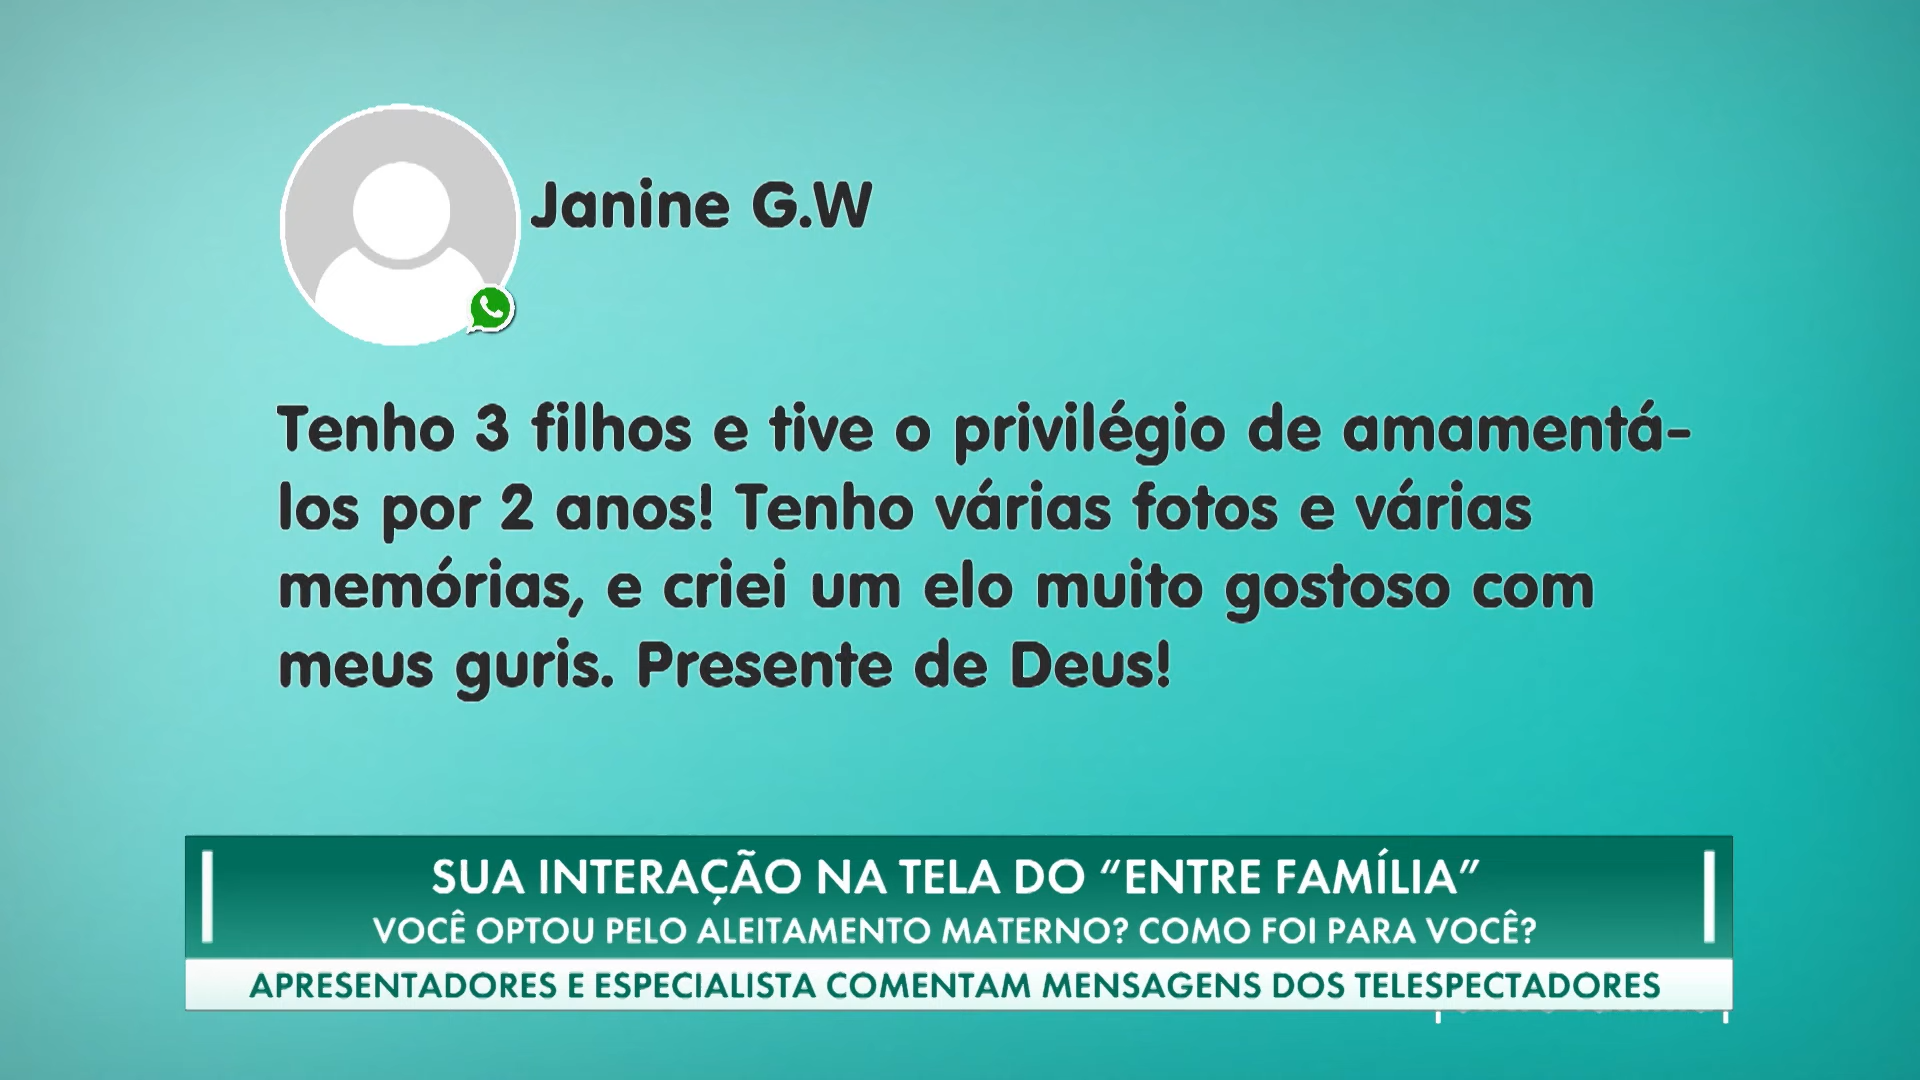 Janine G.W
Tenho 3 filhos e tive o privilégio de amamentá-
los por 2 anos! Tenho várias fotos e várias
memórias, e criei um elo muito gostoso com
meus guris. Presente de Deus!
SUA INTERAÇÃO NA TELA DO “ENTRE FAMÍLIA”
VOCÊ OPTOU PELO ALEITAMENTO MATERNO? COMO FOI PARA VOCÊ?
APRESENTADORES E ESPECIALISTA COMENTAM MENSAGENS DOS TELESPECTADORES